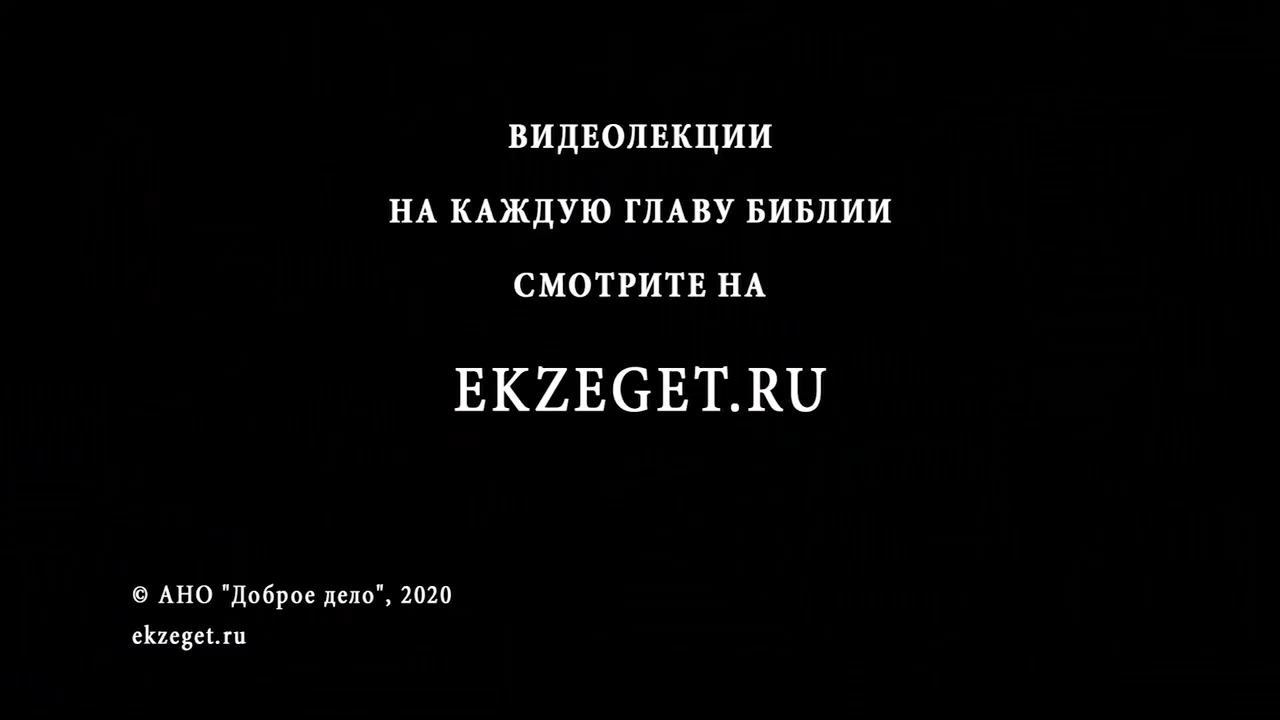 ВИДЕОЛЕКЦИИ
НА КАЖДУЮ ГЛАВУ БИБЛИИ
СМОТРИТЕ НА
EKZEGET.RU
© АНО "Доброе дело", 2020
ekzeget.ru